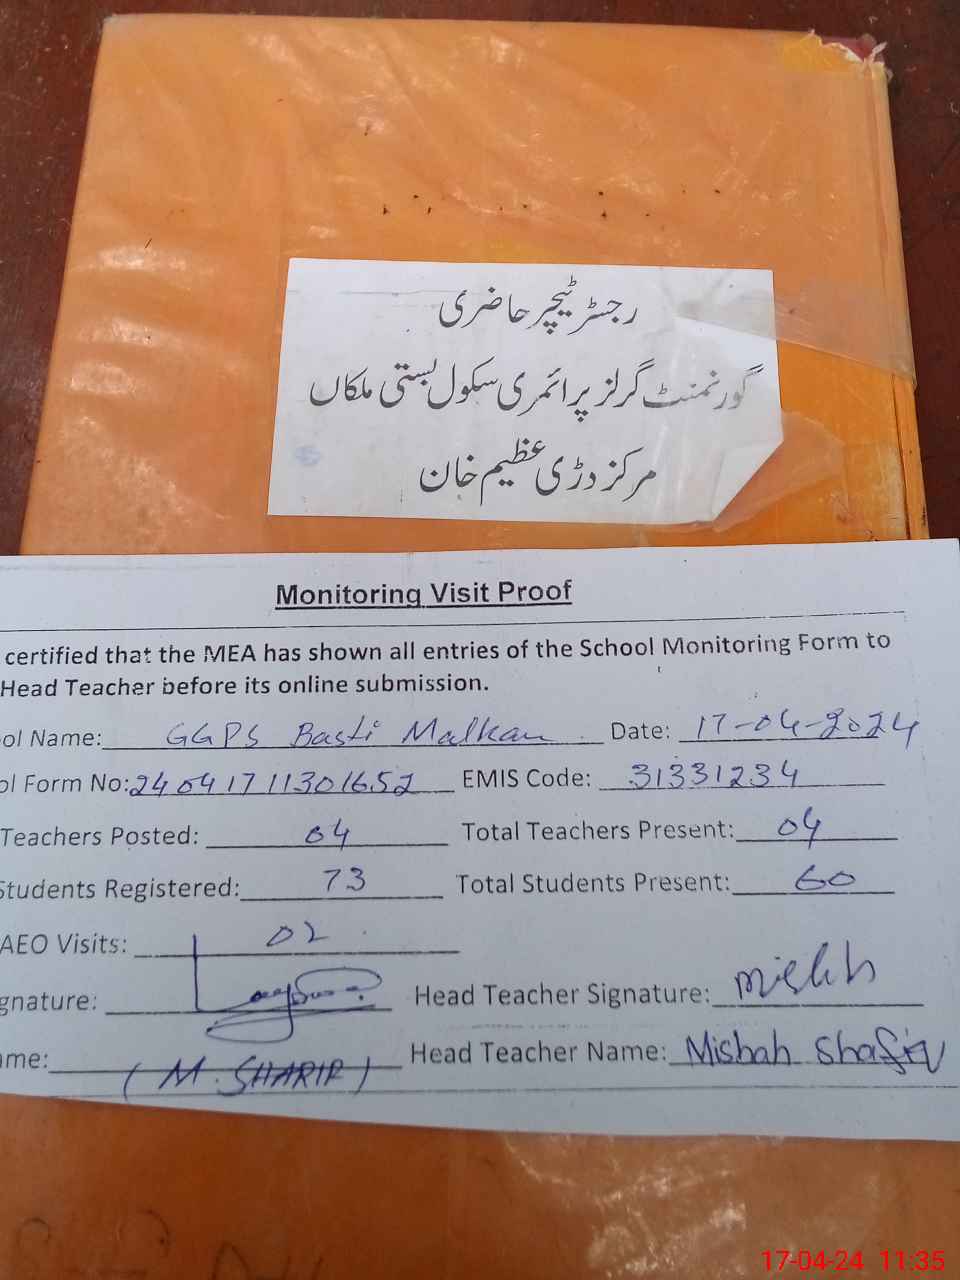 رجسٹر ٹیچر حاضری
گورنمنٹ گرلز پرائمری سکول بستی ملکاں
مرکز دڑی عظیم خان
Monitoring Visit Proof
certified that the MEA has shown all entries of the School Monitoring Form to
Head Teacher before its online submission.
ol Name: GGPS Basti Malkan Date: 17-04-2024
ol Form No: 24041711301652 EMIS Code: 31331234
Teachers Posted: 04 Total Teachers Present: 04
Students Registered: 73 Total Students Present: 60
AEO Visits: 02
gnature: Head Teacher Signature: Misbah
ame: (M. SHARIF) Head Teacher Name: Misbah Shafiq
17-04-24 11:35